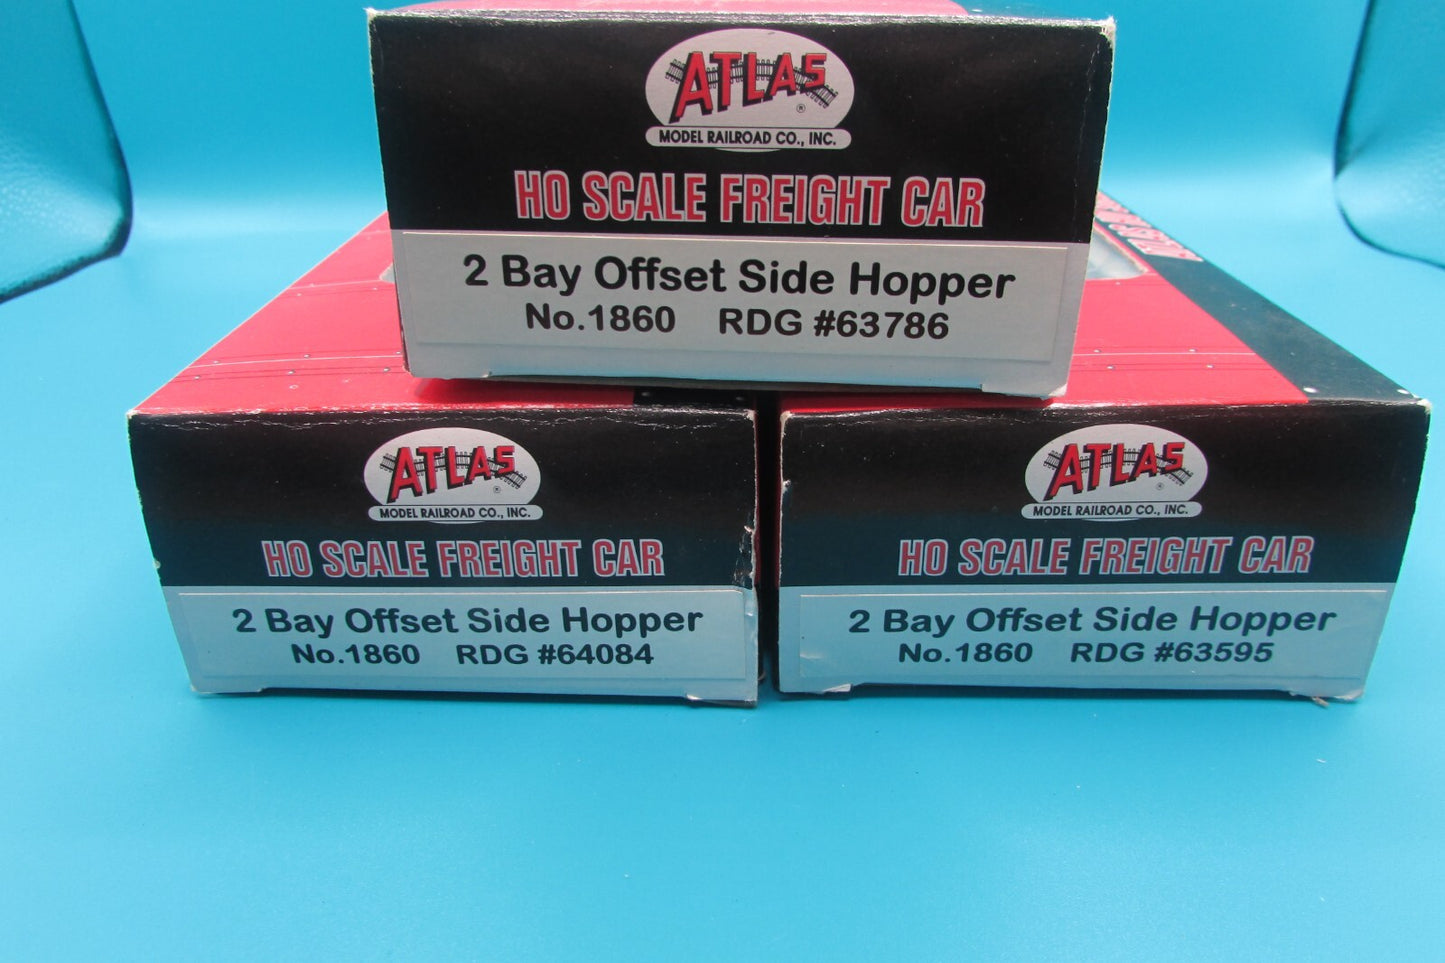 ATLAS
®
MODEL RAILROAD CO., INC.
HO SCALE FREIGHT CAR
2 Bay Offset Side Hopper
No.1860 RDG #63786
ATLAS
®
MODEL RAILROAD CO., INC.
HO SCALE FREIGHT CAR
2 Bay Offset Side Hopper
No.1860 RDG #64084
ATLAS
®
MODEL RAILROAD CO., INC.
HO SCALE FREIGHT CAR
2 Bay Offset Side Hopper
No.1860 RDG #63595